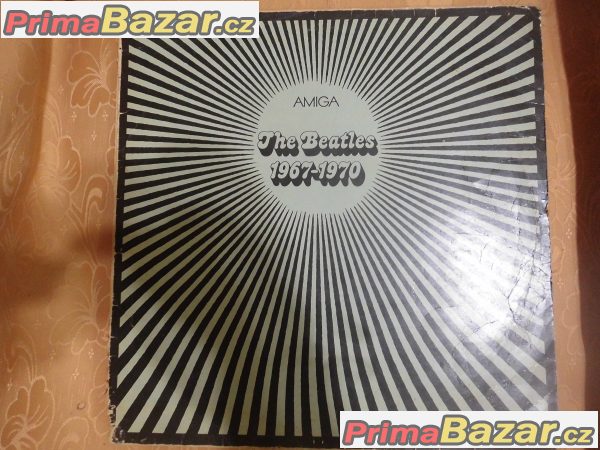 PrimaBazar.cz
AMIGA
The Beatles
1967-1970
PrimaBazar.cz